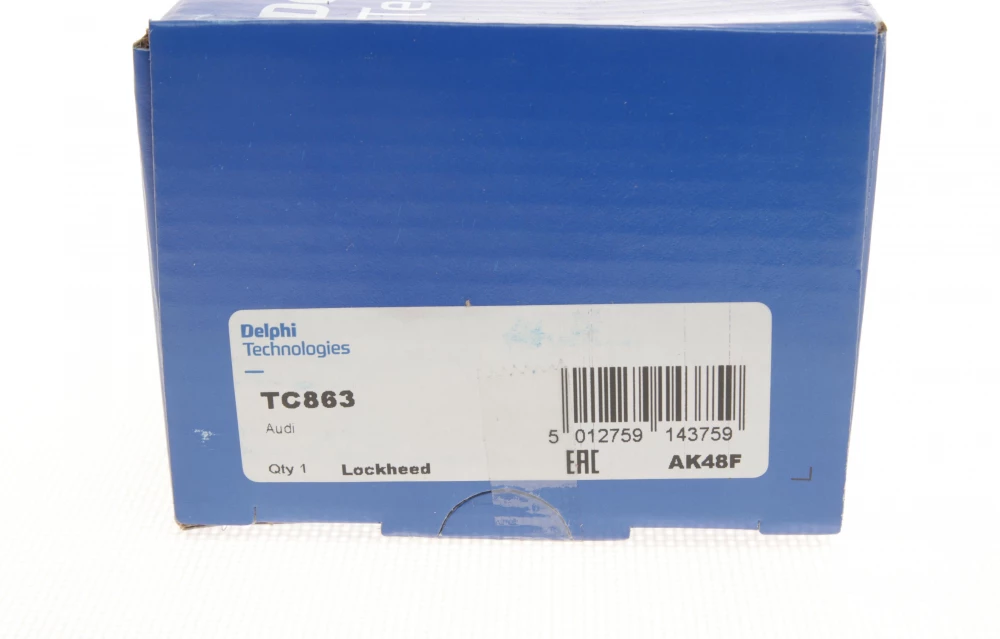 Delphi
Technologies
TC863
Audi
Qty 1 Lockheed
5 012759 143759
EAC AK48F